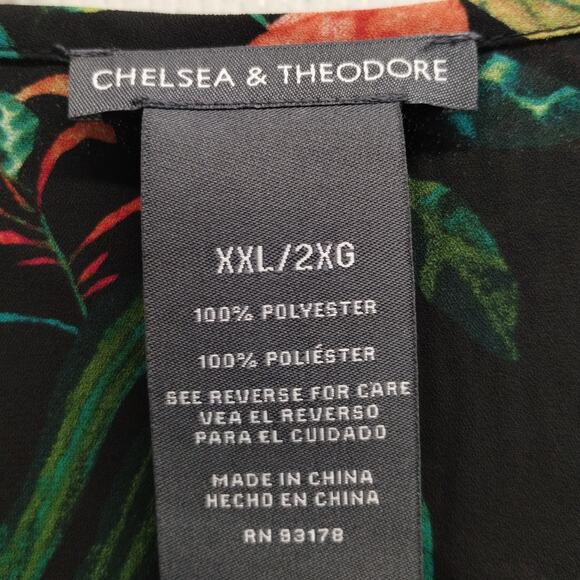 CHELSEA & THEODORE
XXL/2XG
100% POLYESTER
100% POLIÉSTER
SEE REVERSE FOR CARE
VEA EL REVERSO
PARA EL CUIDADO
MADE IN CHINA
HECHO EN CHINA
RN 93178